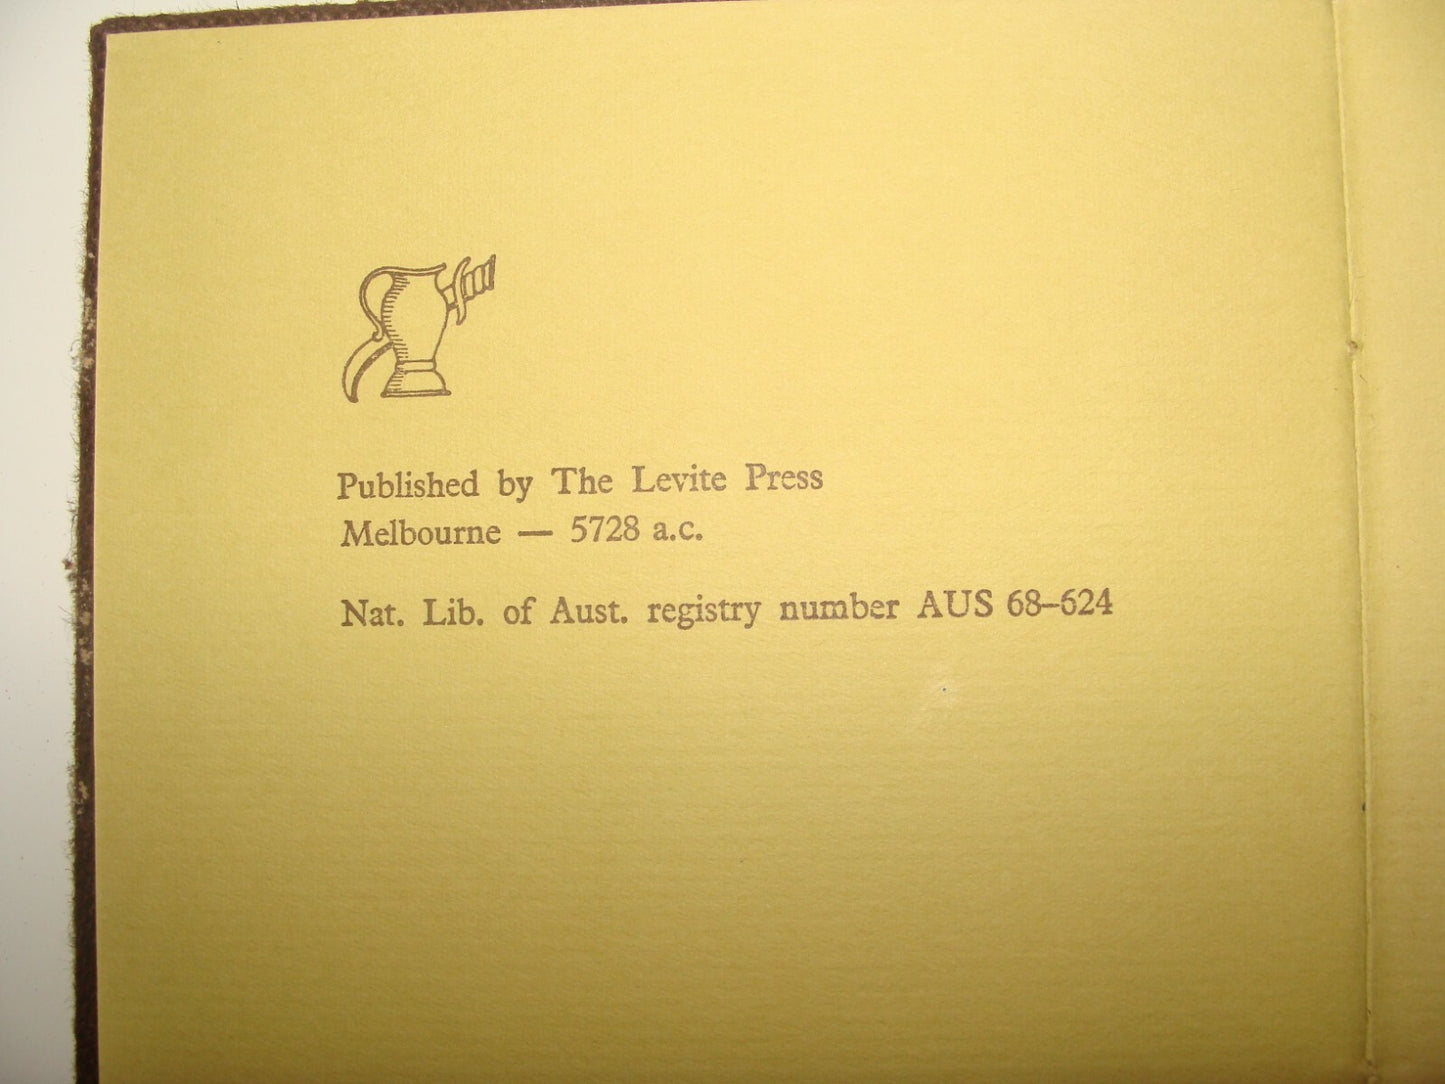 Published by The Levite Press
Melbourne — 5728 a.c.
Nat. Lib. of Aust. registry number AUS 68–624